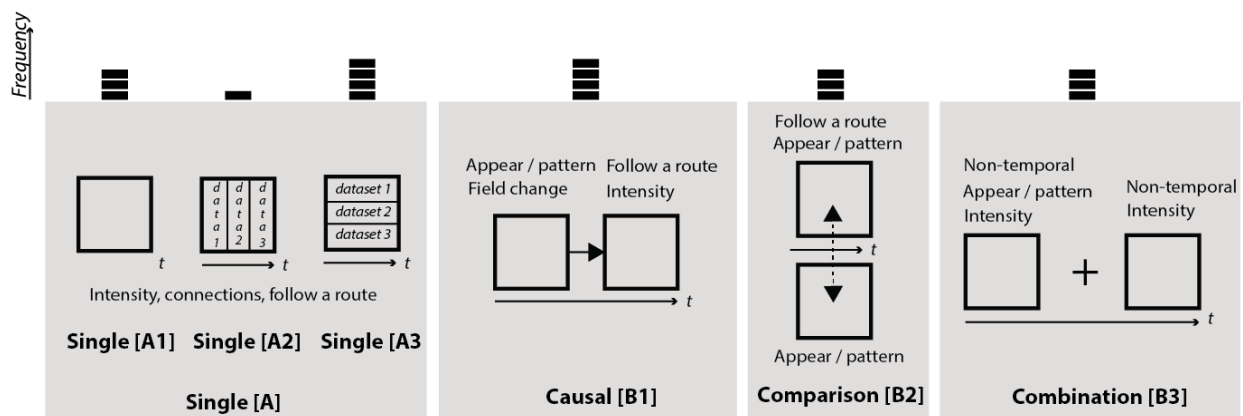 Frequency
d d d
a a a
t t t
a a a
1 2 3
dataset 1
dataset 2
dataset 3
t
t
t
Intensity, connections, follow a route
Single [A1]
Single [A2]
Single [A3
Single [A]
Appear / pattern
Field change
Follow a route
Intensity
t
Causal [B1]
Follow a route
Appear / pattern
t
Appear / pattern
Comparison [B2]
Non-temporal
Appear / pattern
Intensity
+
Non-temporal
Intensity
t
Combination [B3]